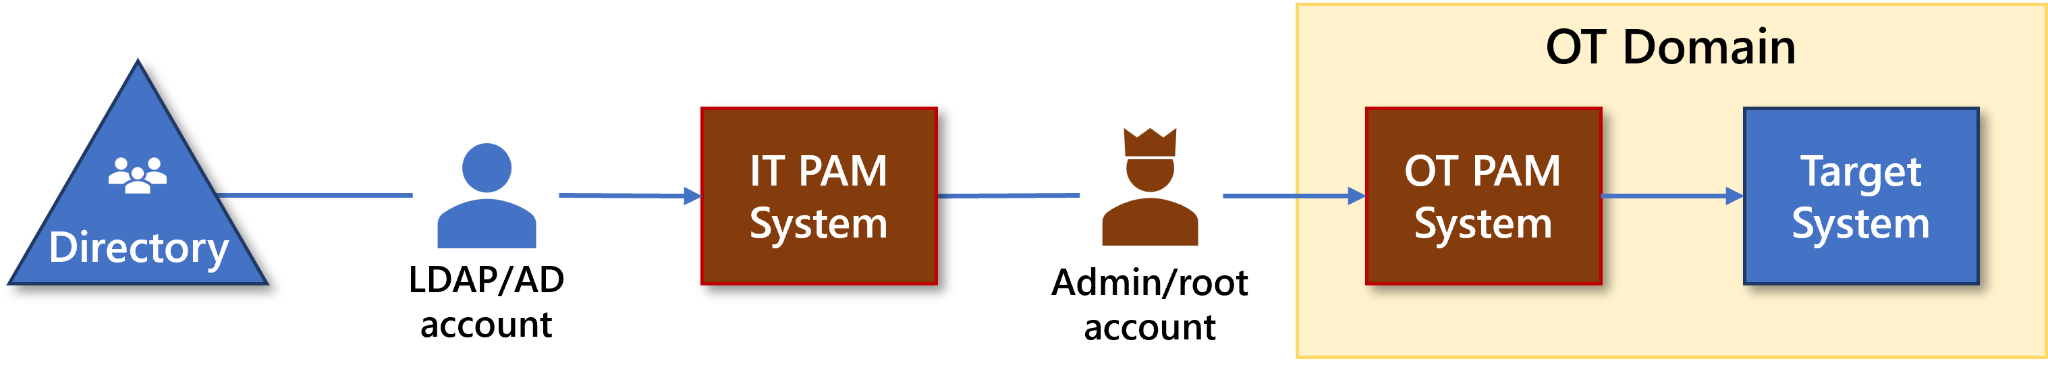 OT Domain
Directory
LDAP/AD
account
IT PAM
System
Admin/root
account
OT PAM
System
Target
System